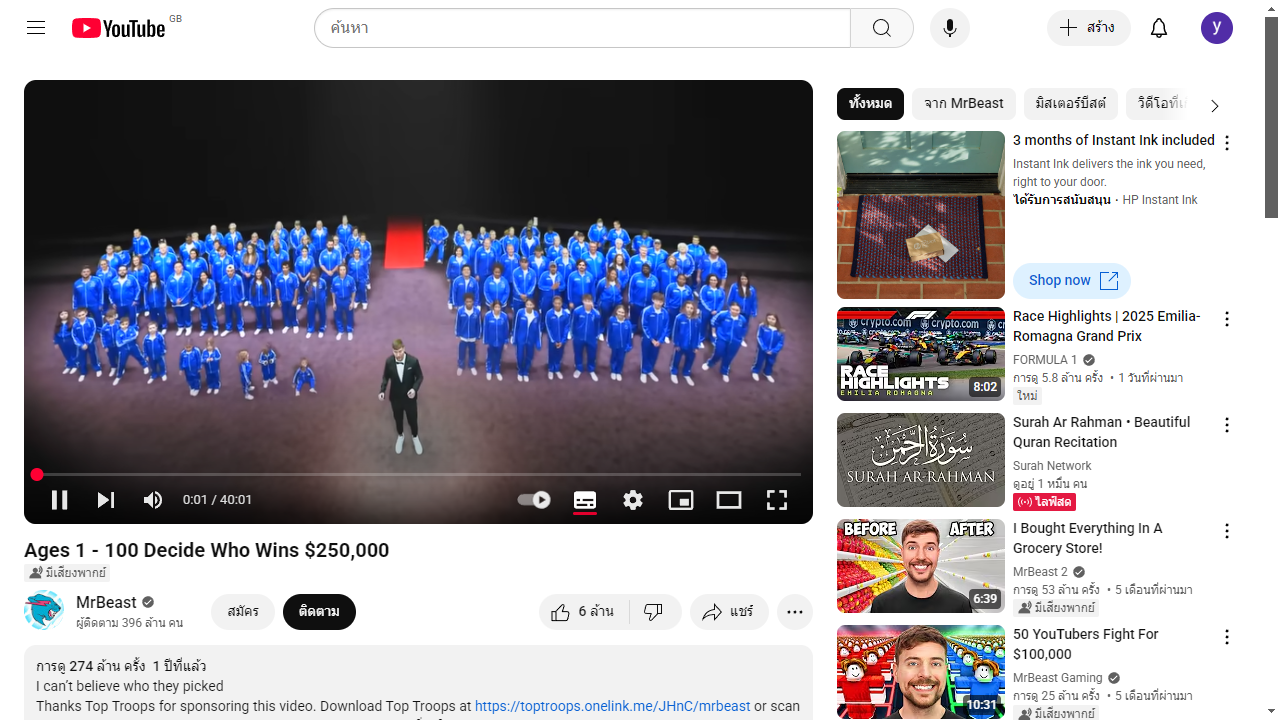 YouTube GB
ค้นหา
สร้าง
y
0:01 / 40:01
Ages 1 - 100 Decide Who Wins $250,000
มีเสียงพากย์
MrBeast
ผู้ติดตาม 396 ล้าน คน
สมัคร
ติดตาม
6 ล้าน
แชร์
การดู 274 ล้าน ครั้ง 1 ปีที่แล้ว
I can't believe who they picked
Thanks Top Troops for sponsoring this video. Download Top Troops at https://toptroops.onelink.me/JHnC/mrbeast or scan
ทั้งหมด
จาก MrBeast
มิสเตอร์บีสต์
3 months of Instant Ink included
Instant Ink delivers the ink you need,
right to your door.
ได้รับการสนับสนุน · HP Instant Ink
Shop now
crypto.com
crypto.com
RACE
HIGHLIGHTS
EMILIA ROMAGNA
8:02
Race Highlights | 2025 Emilia-
Romagna Grand Prix
FORMULA 1
การดู 5.8 ล้าน ครั้ง • 1 วันที่ผ่านมา
ใหม่
سورة الرحمن
SURAH AR-RAHMAN
Surah Ar Rahman • Beautiful
Quran Recitation
Surah Network
ดูอยู่ 1 หมื่น คน
ไลฟ์สด
BEFORE AFTER
6:39
I Bought Everything In A
Grocery Store!
MrBeast 2
การดู 53 ล้าน ครั้ง • 5 เดือนที่ผ่านมา
มีเสียงพากย์
10:31
50 YouTubers Fight For
$100,000
MrBeast Gaming
การดู 25 ล้าน ครั้ง • 5 เดือนที่ผ่านมา
มีเสียงพากย์